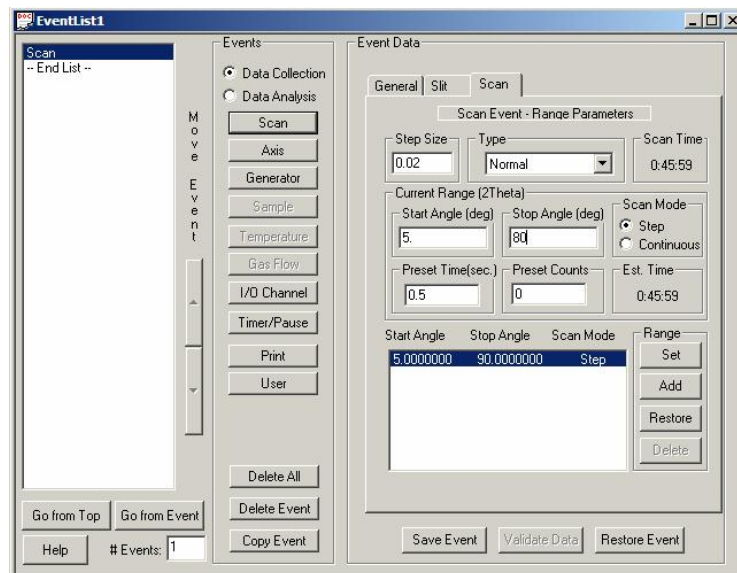 DOC
EventList1
Scan
-- End List --
Move Event
Go from Top
Go from Event
Help
# Events:
1
Events
Data Collection
Data Analysis
Scan
Axis
Generator
Sample
Temperature
Gas Flow
I/O Channel
Timer/Pause
Print
User
Delete All
Delete Event
Copy Event
Event Data
General
Slit
Scan
Scan Event - Range Parameters
Step Size
0.02
Type
Normal
Scan Time
0:45:59
Current Range (2Theta)
Start Angle (deg)
5.
Stop Angle (deg)
80
Scan Mode
Step
Continuous
Preset Time(sec.)
0.5
Preset Counts
0
Est. Time
0:45:59
Start Angle Stop Angle Scan Mode
5.0000000 90.0000000 Step
Range
Set
Add
Restore
Delete
Save Event
Validate Data
Restore Event